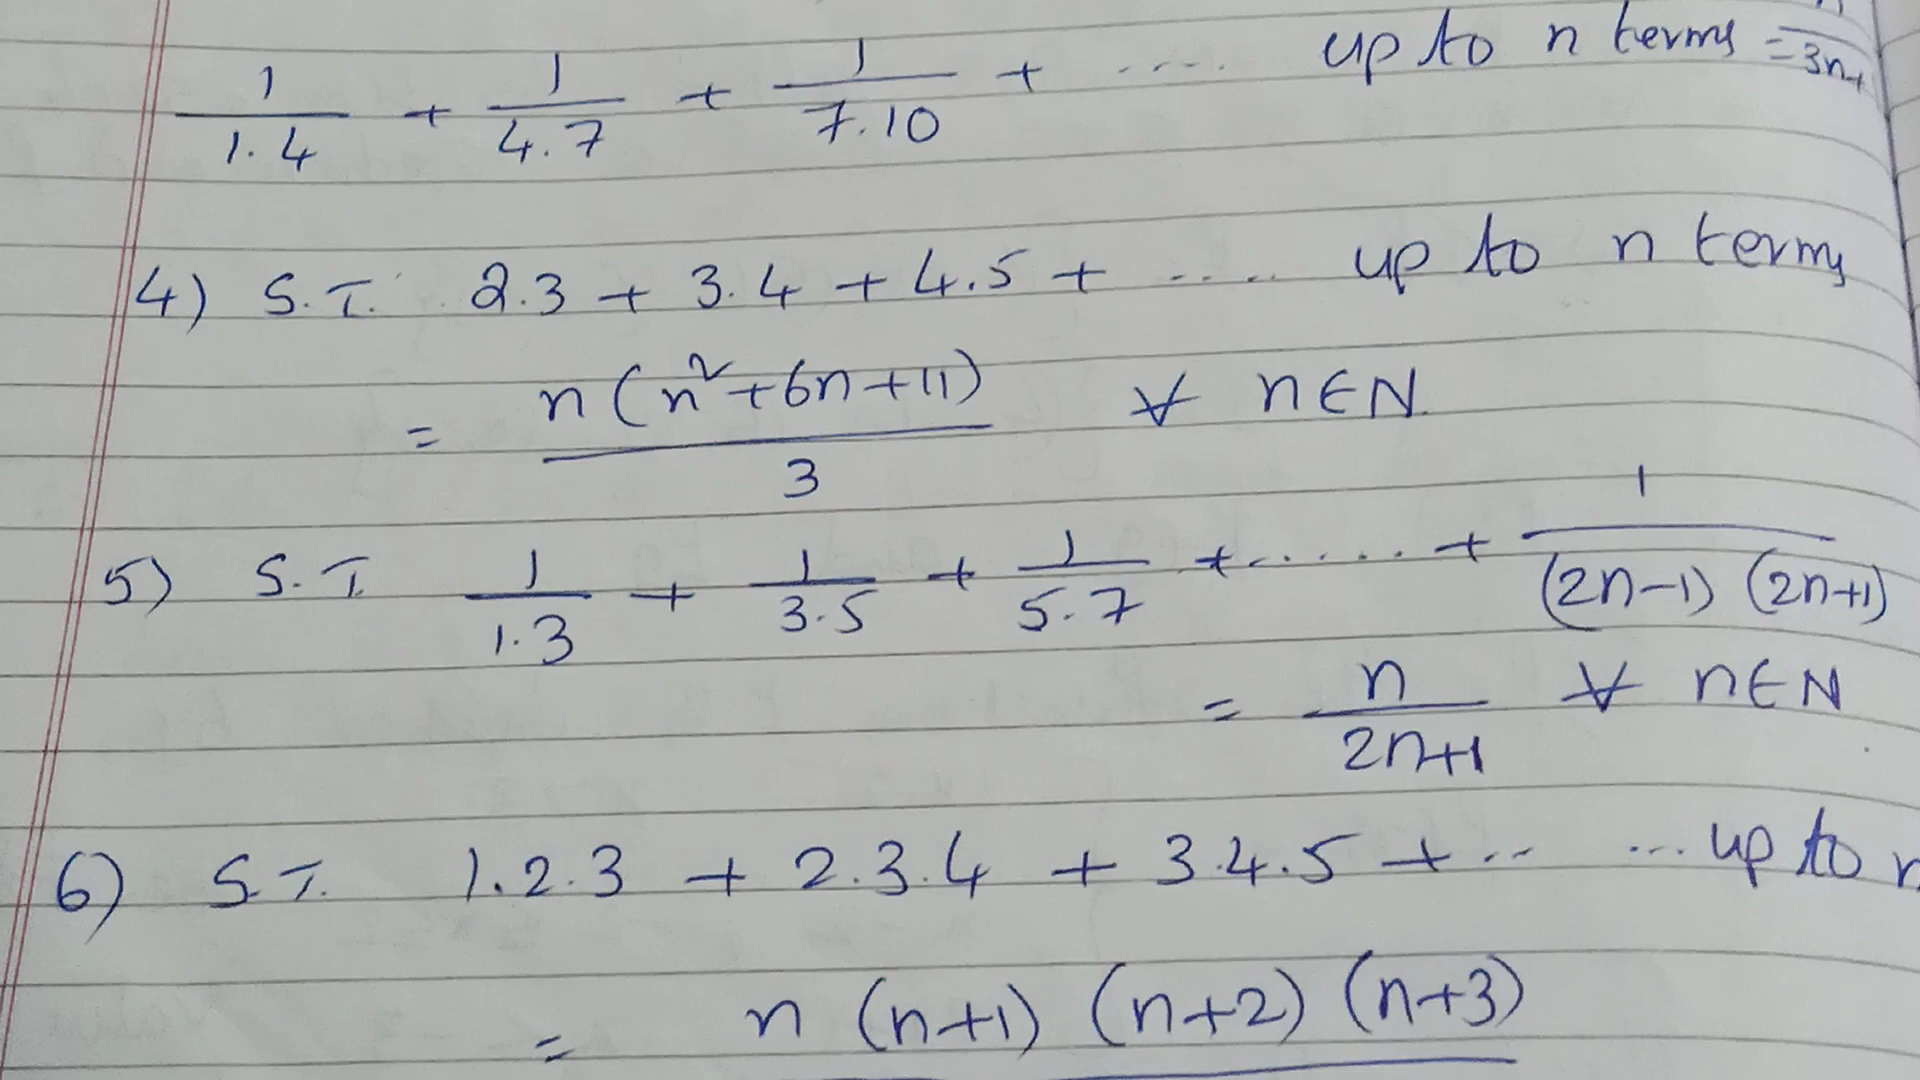 1/1.4 + 1/4.7 + 1/7.10 + ..... up to n terms = n/3n+
4) S.T. 2.3 + 3.4 + 4.5 + ..... up to n terms
= n(n²+6n+11)/3 ∀ n∈N
5) S.T. 1/1.3 + 1/3.5 + 1/5.7 + ...... + 1/(2n-1)(2n+1)
= n/2n+1 ∀ n∈N
6) S.T. 1.2.3 + 2.3.4 + 3.4.5 + .. ... up to n
= n(n+1)(n+2)(n+3)